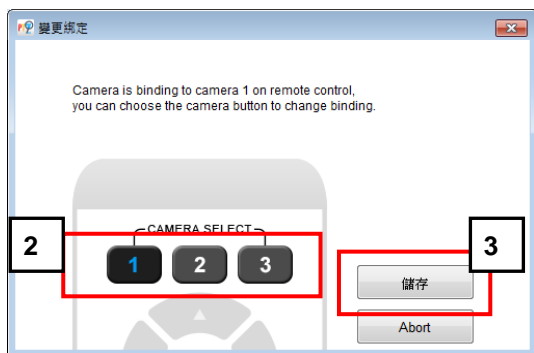 變更綁定
Camera is binding to camera 1 on remote control,
you can choose the camera button to change binding.
2
CAMERA SELECT
1 2 3
3
儲存
Abort